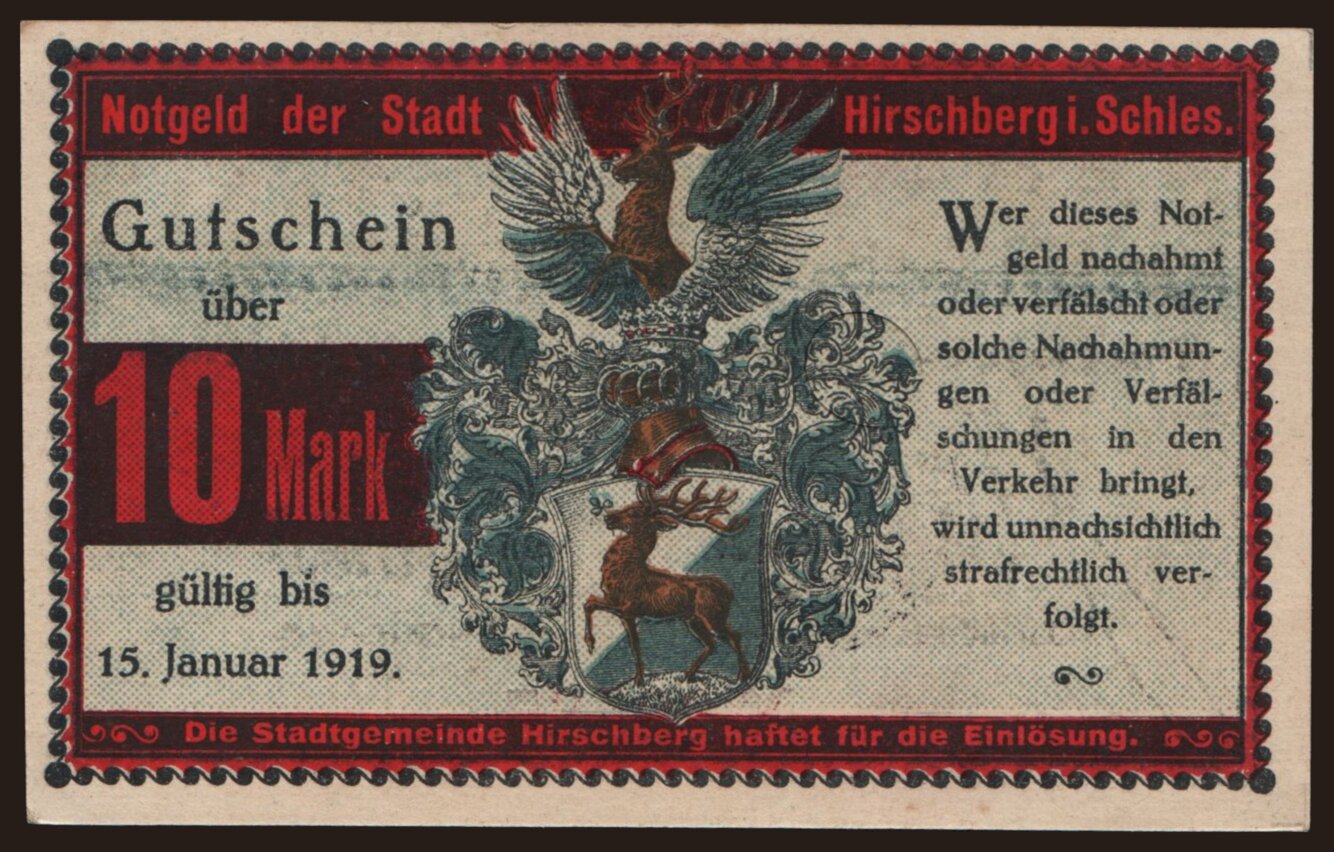 Notgeld der Stadt Hirschberg i. Schles.
Gutschein
über
10 Mark
gültig bis
15. Januar 1919.
Wer dieses Not-
geld nachahmt
oder verfälscht oder
solche Nachahmun-
gen oder Verfäl-
schungen in den
Verkehr bringt,
wird unnachsichtlich
strafrechtlich ver-
folgt.
Die Stadtgemeinde Hirschberg haftet für die Einlösung.